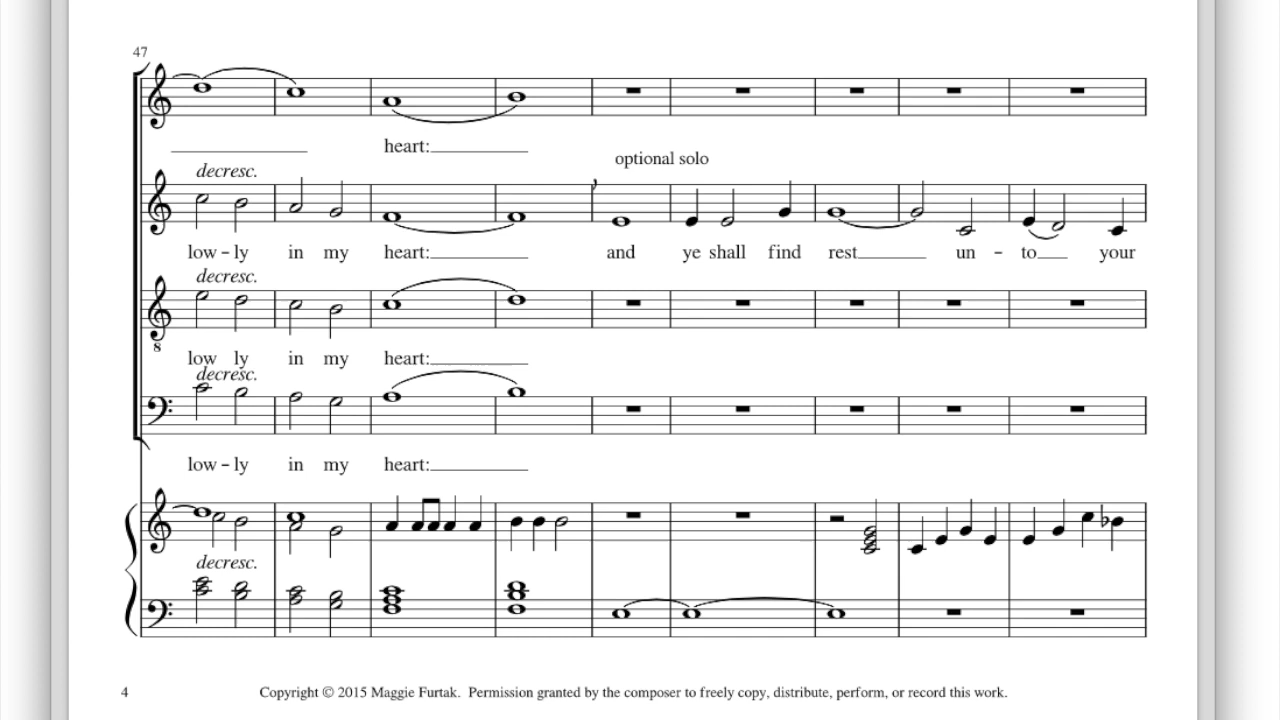 47
heart:
optional solo
decresc.
low - ly in my heart: and ye shall find rest un - to your
decresc.
8
low ly in my heart:
decresc.
low - ly in my heart:
decresc.
4 Copyright © 2015 Maggie Furtak. Permission granted by the composer to freely copy, distribute, perform, or record this work.